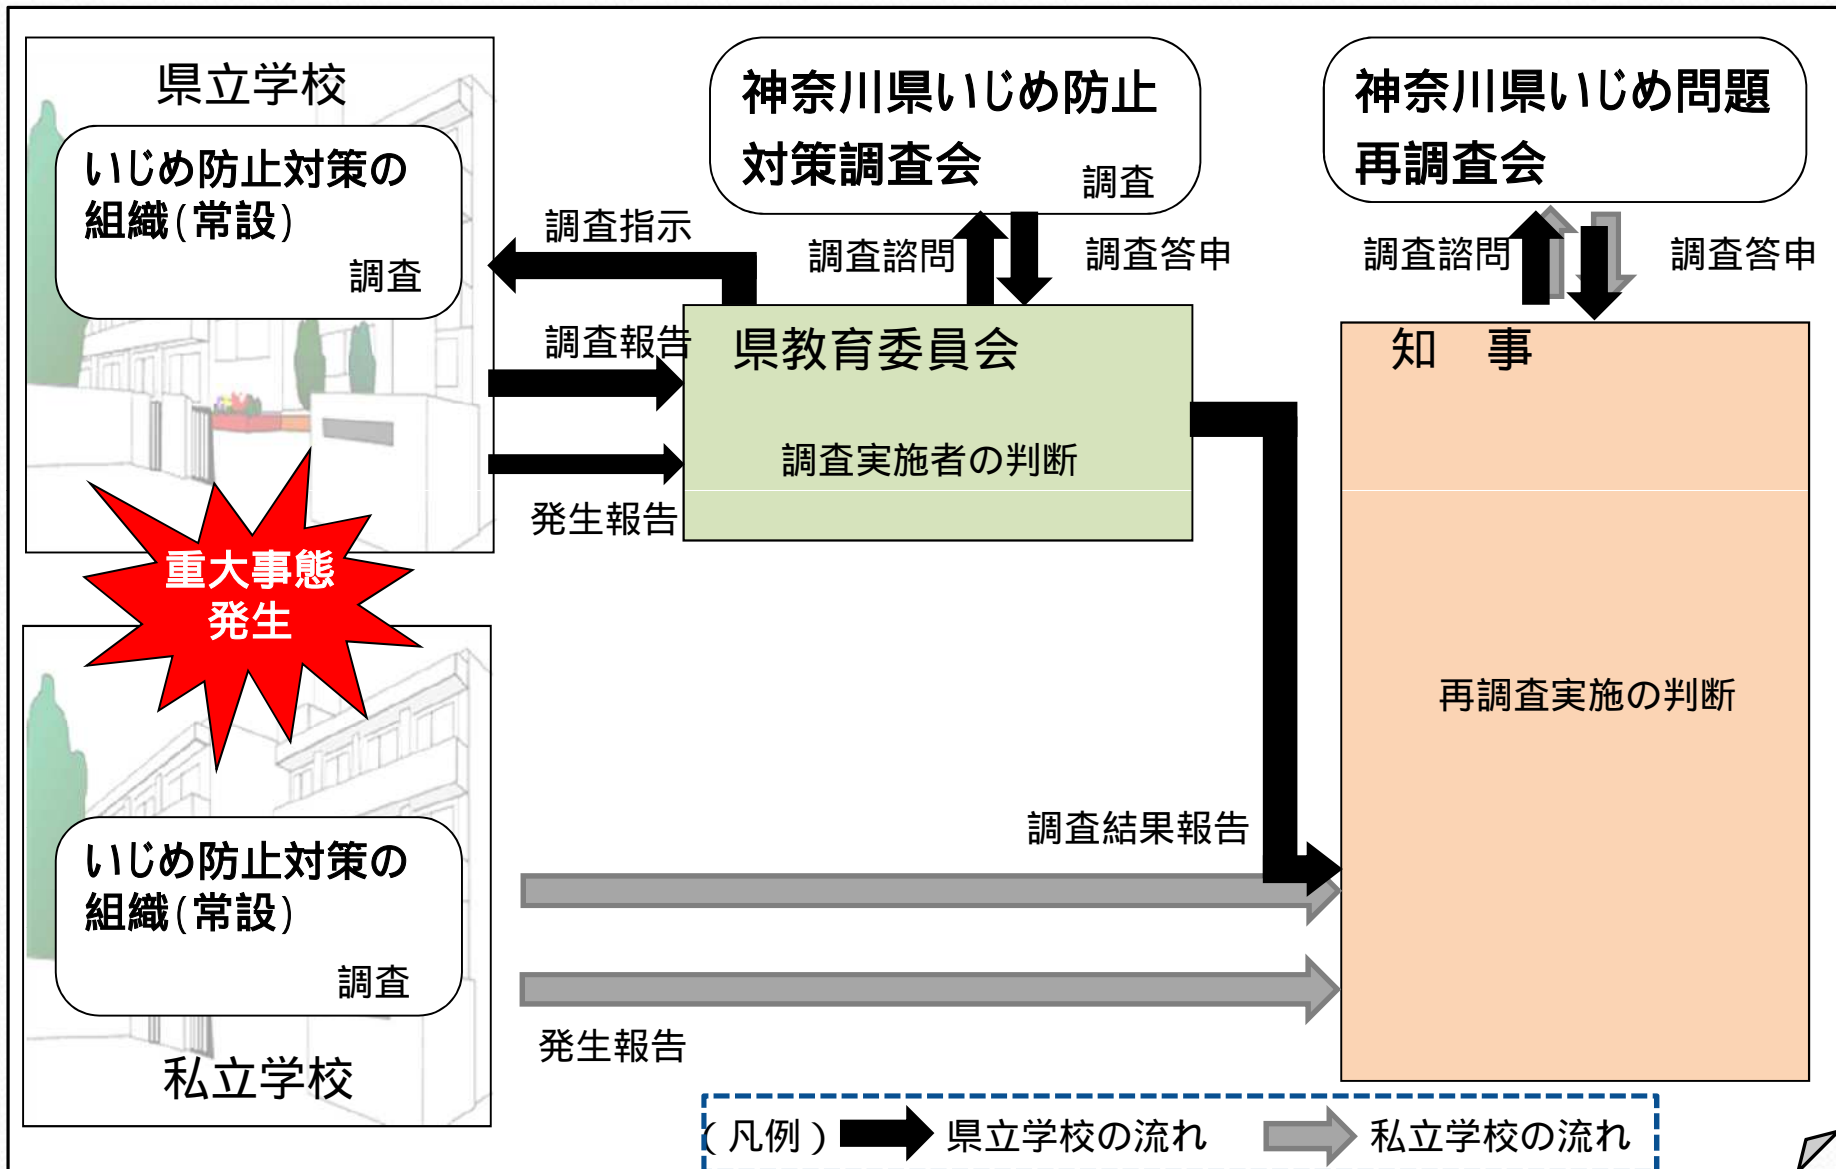 県立学校
いじめ防止対策の
組織(常設)
調査
神奈川県いじめ防止
対策調査会
調査
神奈川県いじめ問題
再調査会
調査指示
調査諮問
調査答申
調査諮問
調査答申
調査報告
県教育委員会
調査実施者の判断
知　事
発生報告
重大事態
発生
再調査実施の判断
調査結果報告
いじめ防止対策の
組織(常設)
調査
発生報告
私立学校
(凡例) 県立学校の流れ 私立学校の流れ